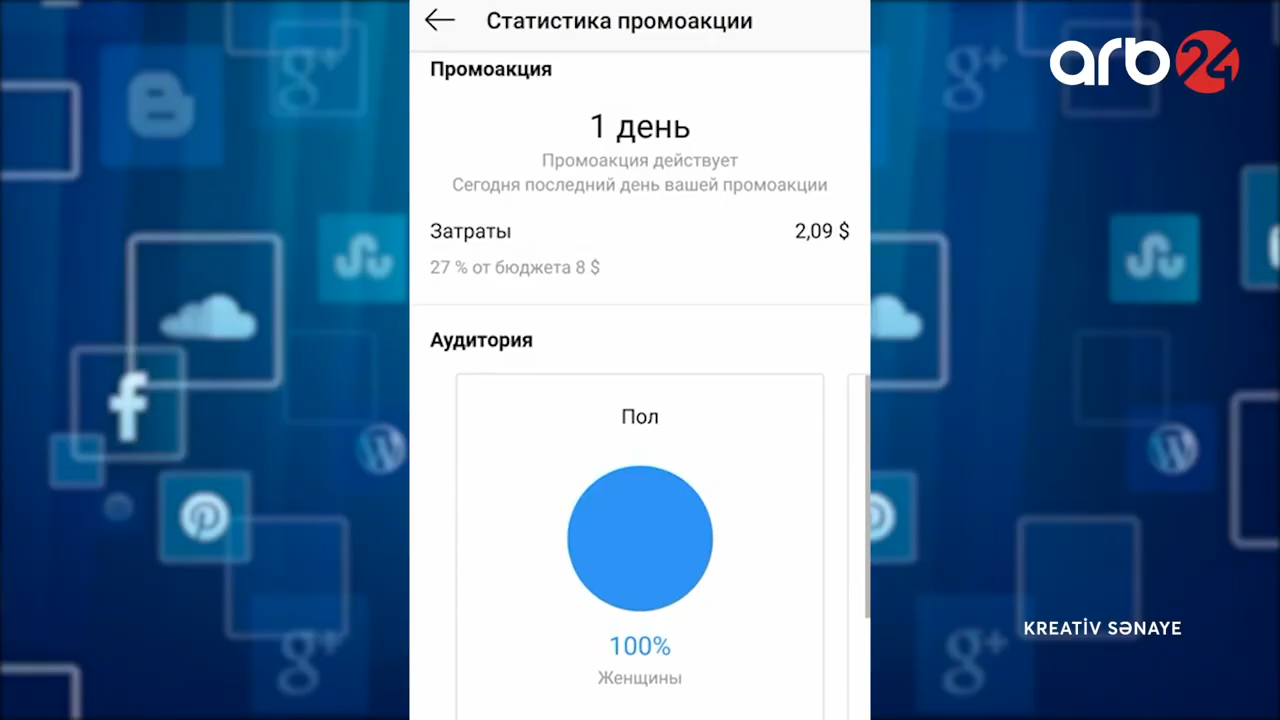 Статистика промоакции
arb24
Промоакция
1 день
Промоакция действует
Сегодня последний день вашей промоакции
Затраты 2,09 $
27 % от бюджета 8 $
Аудитория
Пол
100%
Женщины
KREATİV SƏNAYE